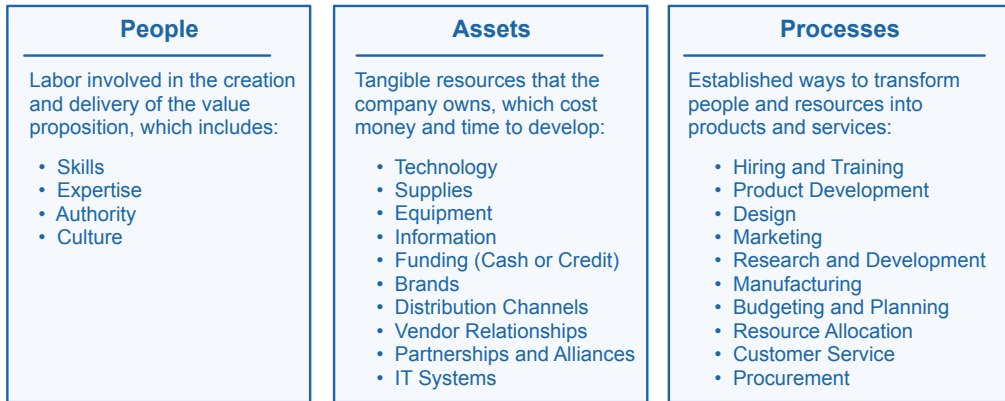 People
Labor involved in the creation
and delivery of the value
proposition, which includes:
• Skills
• Expertise
• Authority
• Culture
Assets
Tangible resources that the
company owns, which cost
money and time to develop:
• Technology
• Supplies
• Equipment
• Information
• Funding (Cash or Credit)
• Brands
• Distribution Channels
• Vendor Relationships
• Partnerships and Alliances
• IT Systems
Processes
Established ways to transform
people and resources into
products and services:
• Hiring and Training
• Product Development
• Design
• Marketing
• Research and Development
• Manufacturing
• Budgeting and Planning
• Resource Allocation
• Customer Service
• Procurement